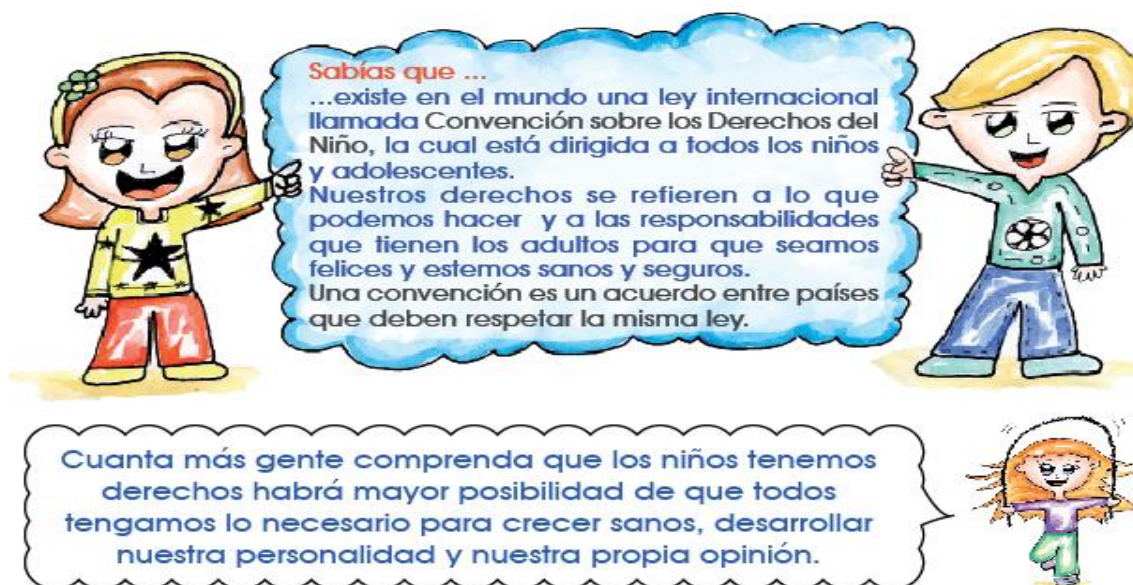 Sabías que ...
...existe en el mundo una ley internacional
llamada Convención sobre los Derechos del
Niño, la cual está dirigida a todos los niños
y adolescentes.
Nuestros derechos se refieren a lo que
podemos hacer y a las responsabilidades
que tienen los adultos para que seamos
felices y estemos sanos y seguros.
Una convención es un acuerdo entre países
que deben respetar la misma ley.
Cuanta más gente comprenda que los niños tenemos
derechos habrá mayor posibilidad de que todos
tengamos lo necesario para crecer sanos, desarrollar
nuestra personalidad y nuestra propia opinión.